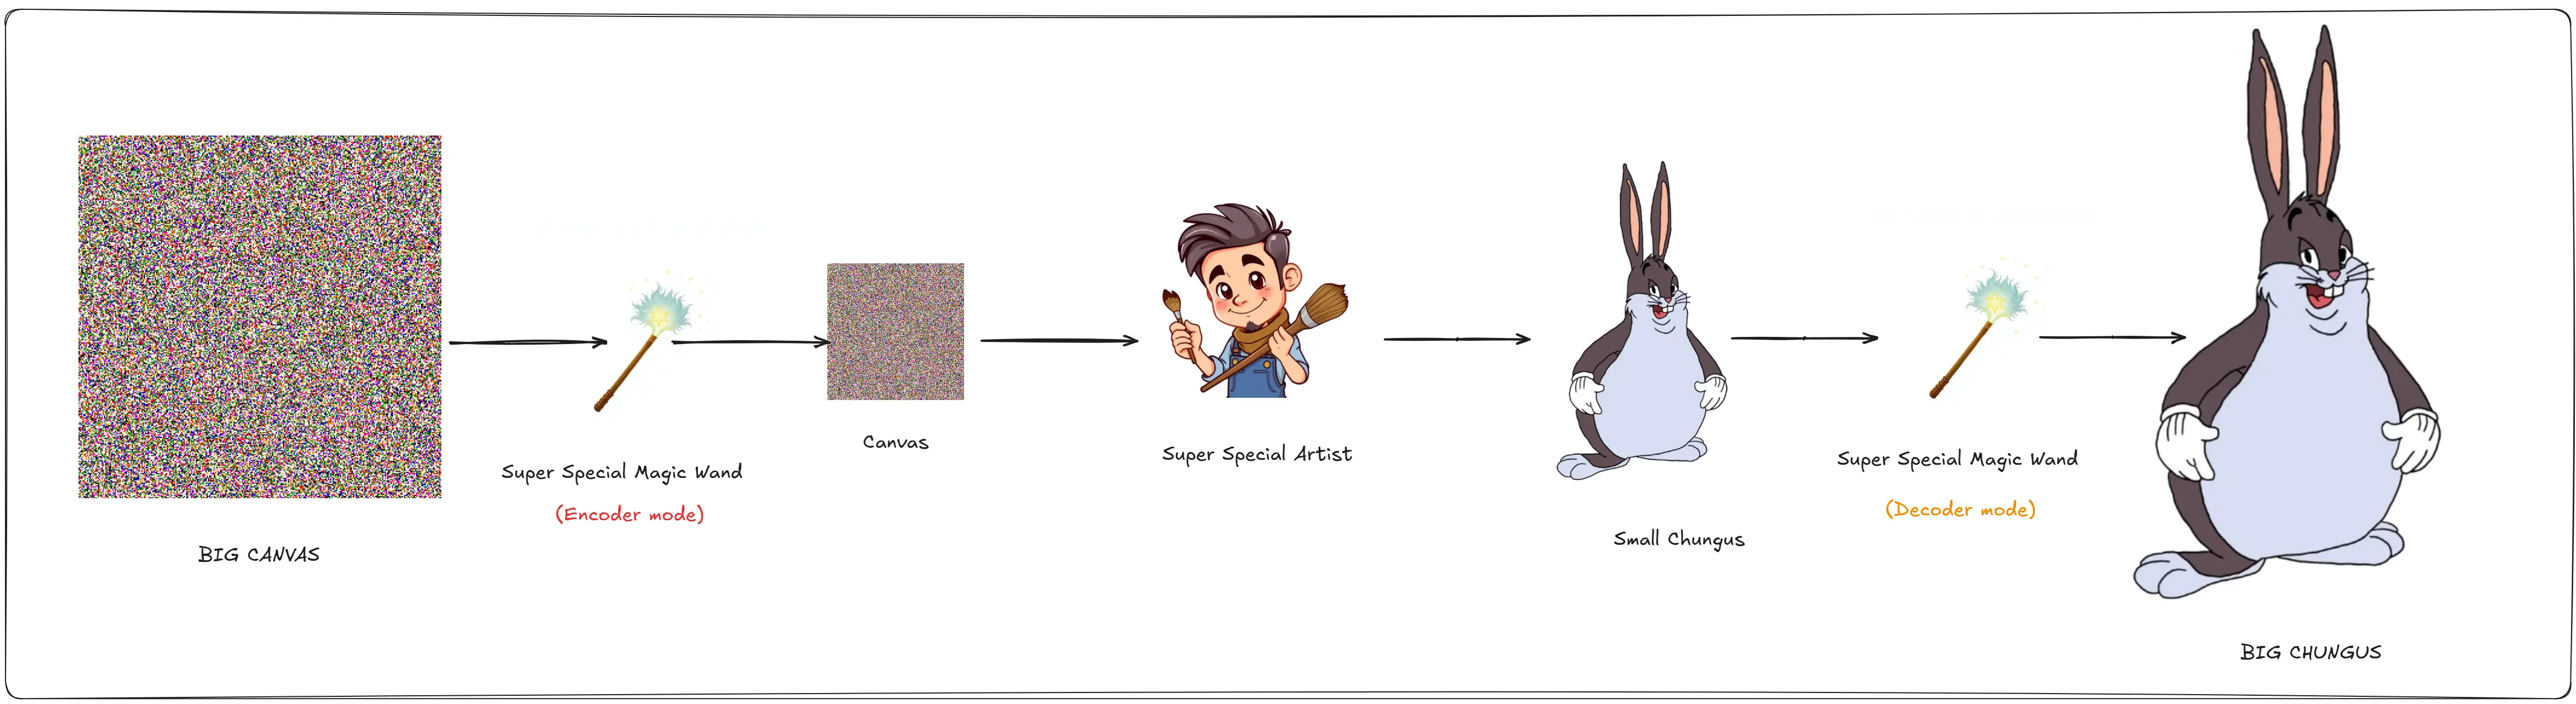 BIG CANVAS
Super Special Magic Wand
(Encoder mode)
Canvas
Super Special Artist
Small Chungus
Super Special Magic Wand
(Decoder mode)
BIG CHUNGUS